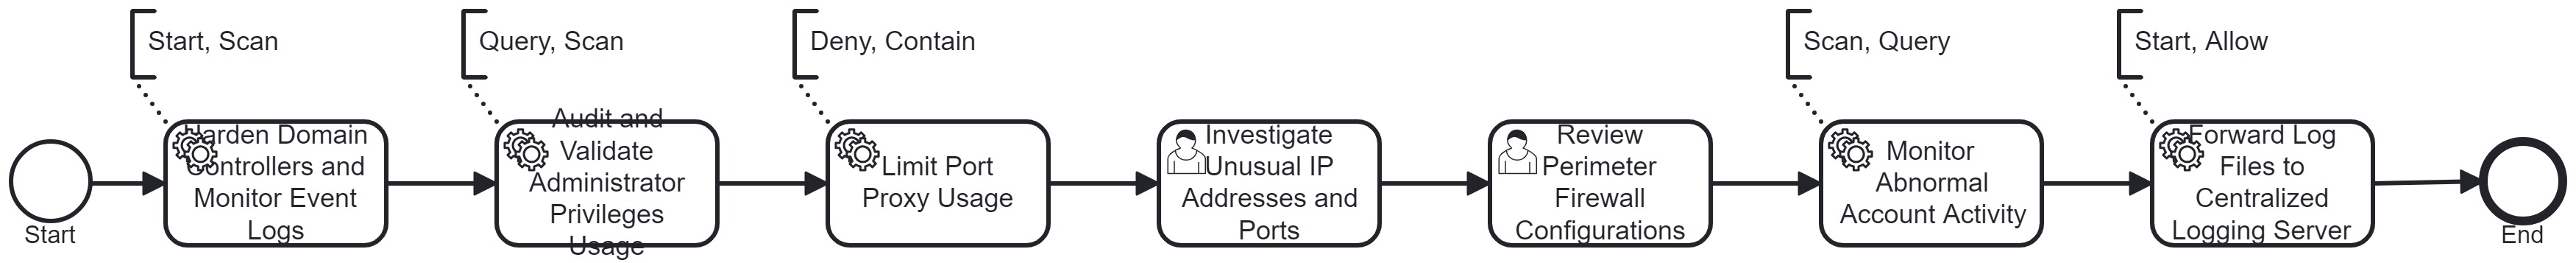 Start, Scan
Query, Scan
Deny, Contain
Scan, Query
Start, Allow
Start
Harden Domain
Controllers and
Monitor Event
Logs
Audit and
Validate
Administrator
Privileges
Usage
Limit Port
Proxy Usage
Investigate
Unusual IP
Addresses and
Ports
Review
Perimeter
Firewall
Configurations
Monitor
Abnormal
Account Activity
Forward Log
Files to
Centralized
Logging Server
End